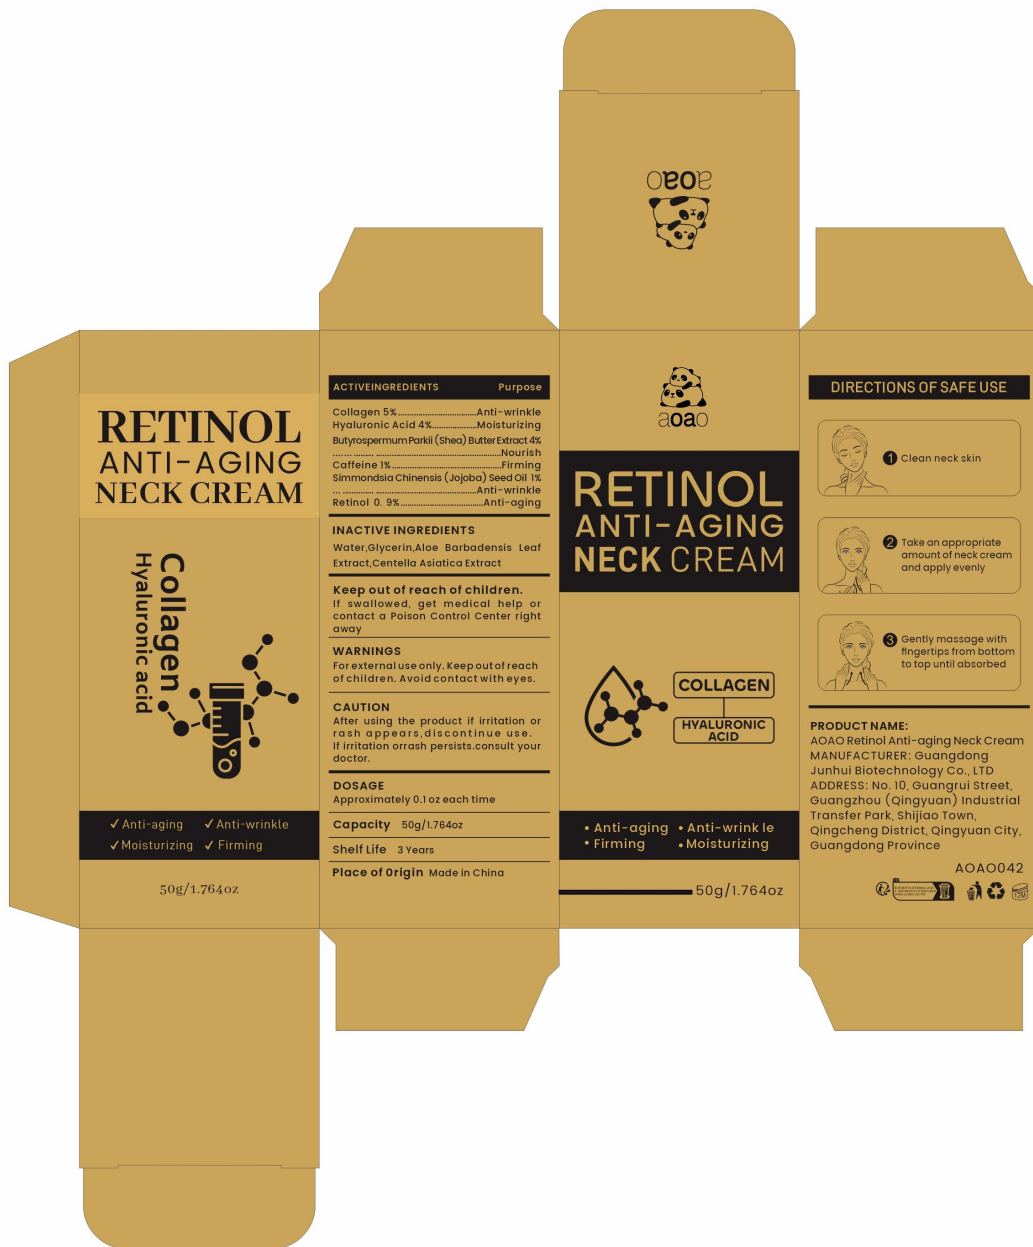 aoao
RETINOL
ANTI-AGING
NECK CREAM
Collagen
Hyaluronic acid
✓ Anti-aging ✓ Anti-wrinkle
✓ Moisturizing ✓ Firming
50g/1.764oz
ACTIVEINGREDIENTS Purpose
Collagen 5%..................................Anti-wrinkle
Hyaluronic Acid 4%...................Moisturizing
Butyrospermum Parkii (Shea) Butter Extract 4%
....... ......... ......................................................Nourish
Caffeine 1%................................................Firming
Simmondsia Chinensis (Jojoba) Seed Oil 1%
... .............. ............................................Anti-wrinkle
Retinol 0. 9%....................................Anti-aging
INACTIVE INGREDIENTS
Water,Glycerin,Aloe Barbadensis Leaf
Extract,Centella Asiatica Extract
Keep out of reach of children.
If swallowed, get medical help or
contact a Poison Control Center right
away
WARNINGS
For external use only. Keep out of reach
of children. Avoid contact with eyes.
CAUTION
After using the product if irritation or
rash appears,discontinue use.
If irritation orrash persists.consult your
doctor.
DOSAGE
Approximately 0.1 oz each time
Capacity 50g/1.764oz
Shelf Life 3 Years
Place of Origin Made in China
aoao
RETINOL
ANTI-AGING
NECK CREAM
COLLAGEN
HYALURONIC
ACID
• Anti-aging • Anti-wrink le
• Firming • Moisturizing
50g/1.764oz
DIRECTIONS OF SAFE USE
1 Clean neck skin
2 Take an appropriate
amount of neck cream
and apply evenly
3 Gently massage with
fingertips from bottom
to top until absorbed
PRODUCT NAME:
AOAO Retinol Anti-aging Neck Cream
MANUFACTURER: Guangdong
Junhui Biotechnology Co., LTD
ADDRESS: No. 10, Guangrui Street,
Guangzhou (Qingyuan) Industrial
Transfer Park, Shijiao Town,
Qingcheng District, Qingyuan City,
Guangdong Province
AOAO042
12M